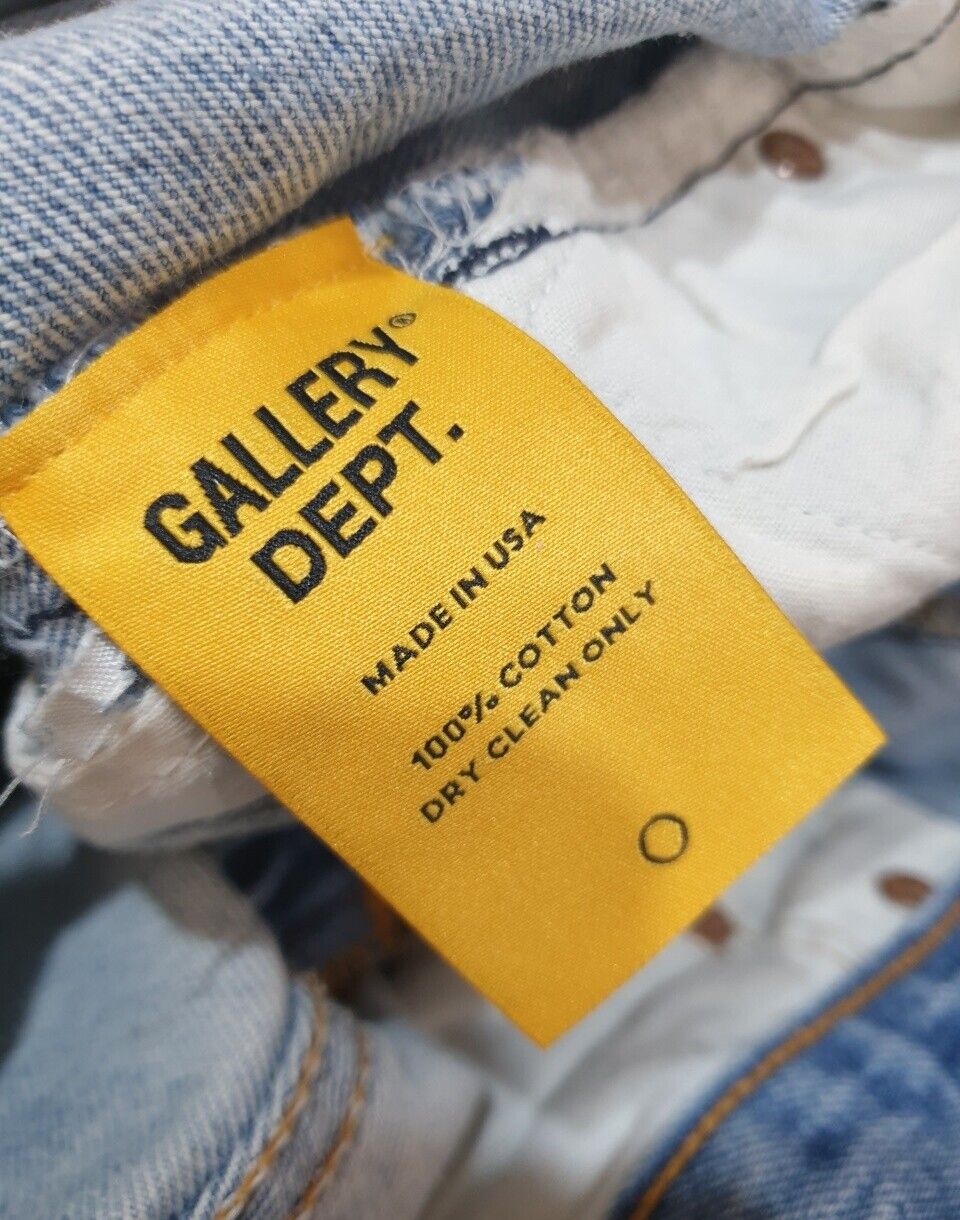 GALLERY®
DEPT.
MADE IN USA
100% COTTON
DRY CLEAN ONLY